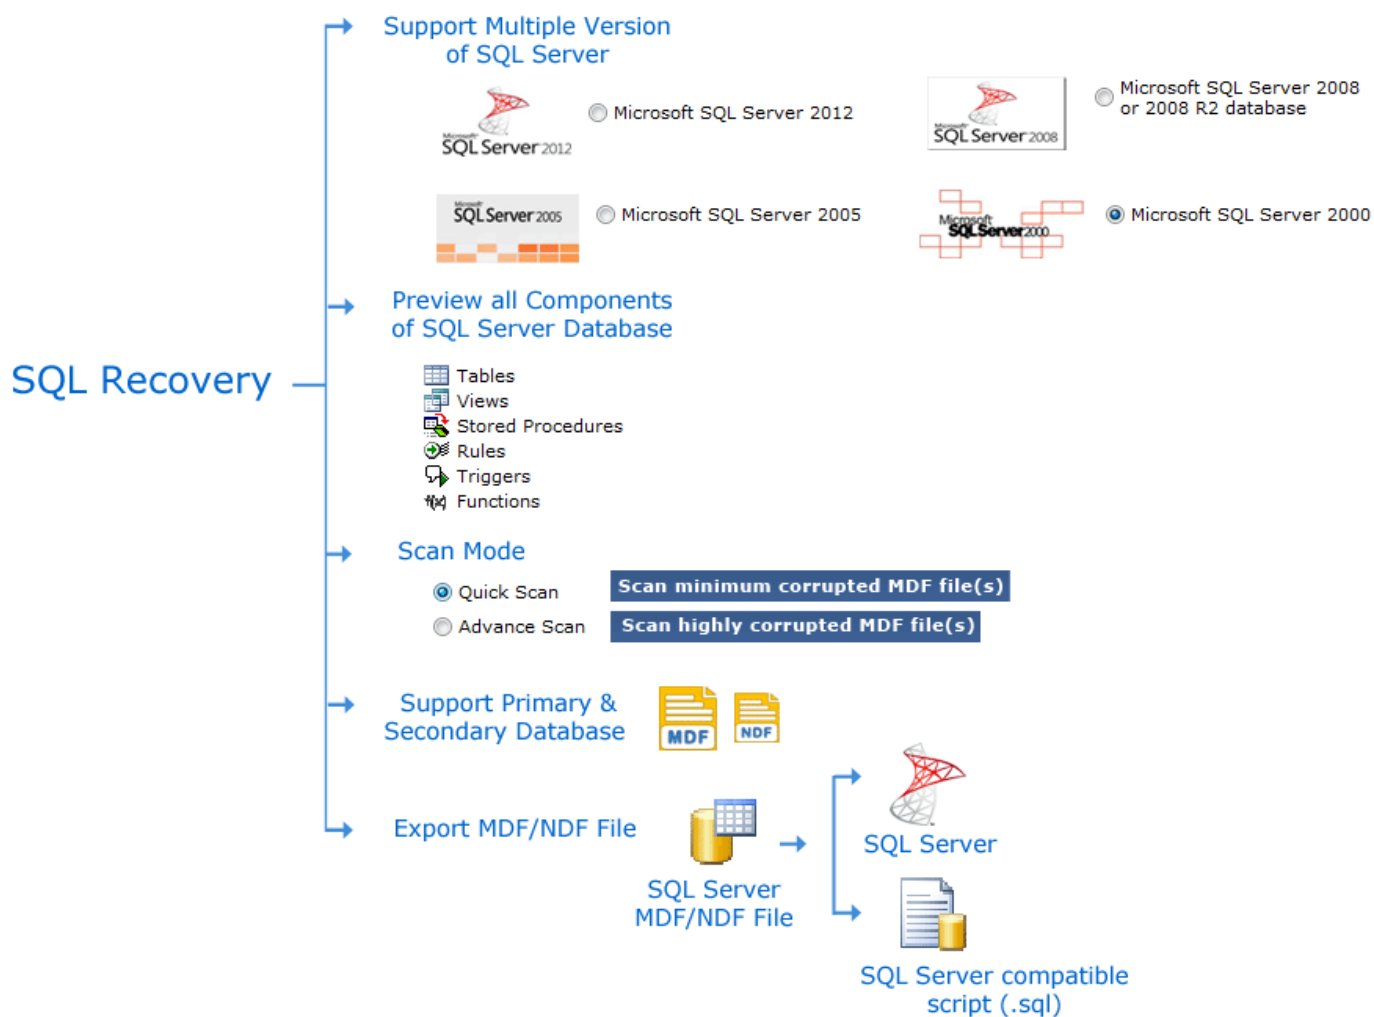 Support Multiple Version
of SQL Server
Microsoft
SQL Server 2012
Microsoft SQL Server 2012
Microsoft
SQL Server 2008
Microsoft SQL Server 2008
or 2008 R2 database
Microsoft
SQL Server 2005
Microsoft SQL Server 2005
Microsoft
SQL Server 2000
Microsoft SQL Server 2000
Preview all Components
of SQL Server Database
SQL Recovery
Tables
Views
Stored Procedures
Rules
Triggers
f(x) Functions
Scan Mode
Quick Scan
Scan minimum corrupted MDF file(s)
Advance Scan
Scan highly corrupted MDF file(s)
Support Primary &
Secondary Database
MDF
NDF
Export MDF/NDF File
SQL Server
MDF/NDF File
SQL Server
SQL Server compatible
script (.sql)